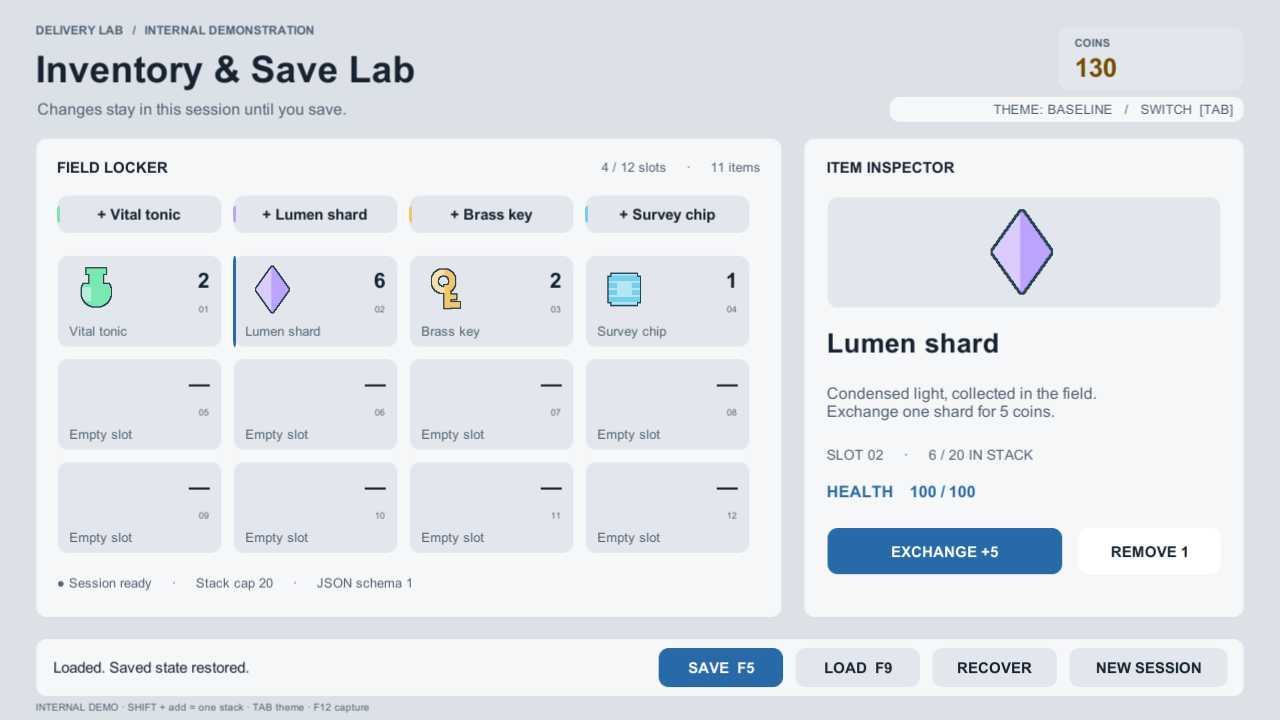 DELIVERY LAB / INTERNAL DEMONSTRATION
Inventory & Save Lab
Changes stay in this session until you save.
COINS
130
THEME: BASELINE / SWITCH [TAB]
FIELD LOCKER
4 / 12 slots · 11 items
+ Vital tonic
+ Lumen shard
+ Brass key
+ Survey chip
2
01
Vital tonic
6
02
Lumen shard
2
03
Brass key
1
04
Survey chip
—
05
Empty slot
—
06
Empty slot
—
07
Empty slot
—
08
Empty slot
—
09
Empty slot
—
10
Empty slot
—
11
Empty slot
—
12
Empty slot
● Session ready · Stack cap 20 · JSON schema 1
ITEM INSPECTOR
Lumen shard
Condensed light, collected in the field.
Exchange one shard for 5 coins.
SLOT 02 · 6 / 20 IN STACK
HEALTH 100 / 100
EXCHANGE +5
REMOVE 1
Loaded. Saved state restored.
SAVE F5
LOAD F9
RECOVER
NEW SESSION
INTERNAL DEMO · SHIFT + add = one stack · TAB theme · F12 capture